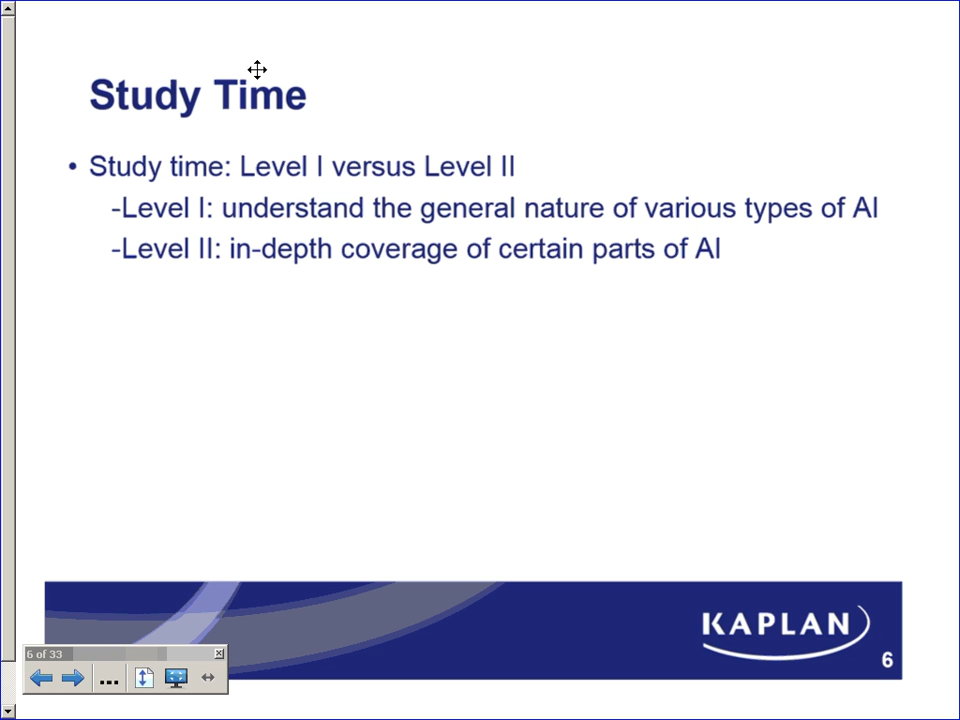 Study Time
• Study time: Level I versus Level II
-Level I: understand the general nature of various types of AI
-Level II: in-depth coverage of certain parts of AI
KAPLAN
6
6 of 33